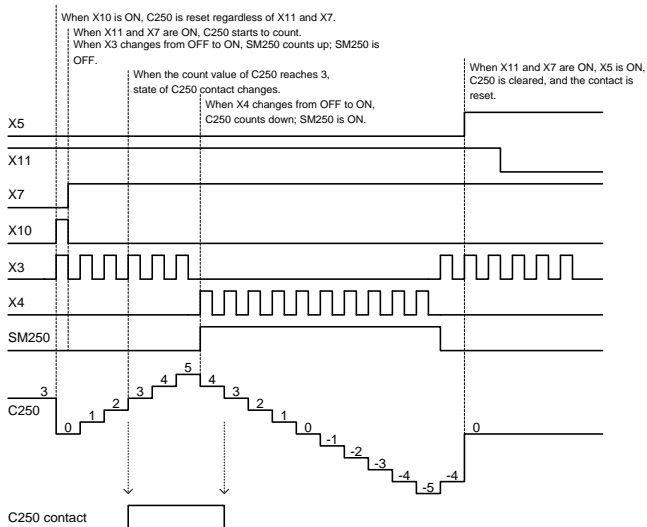 When X10 is ON, C250 is reset regardless of X11 and X7.
When X11 and X7 are ON, C250 starts to count.
When X3 changes from OFF to ON, SM250 counts up; SM250 is
OFF.
When the count value of C250 reaches 3,
state of C250 contact changes.
When X4 changes from OFF to ON,
C250 counts down; SM250 is ON.
When X11 and X7 are ON, X5 is ON,
C250 is cleared, and the contact is
reset.
X5
X11
X7
X10
X3
X4
SM250
C250
3 0 1 2 3 4 5 4 3 2 1 0 -1 -2 -3 -4 -5 -4 0
C250 contact